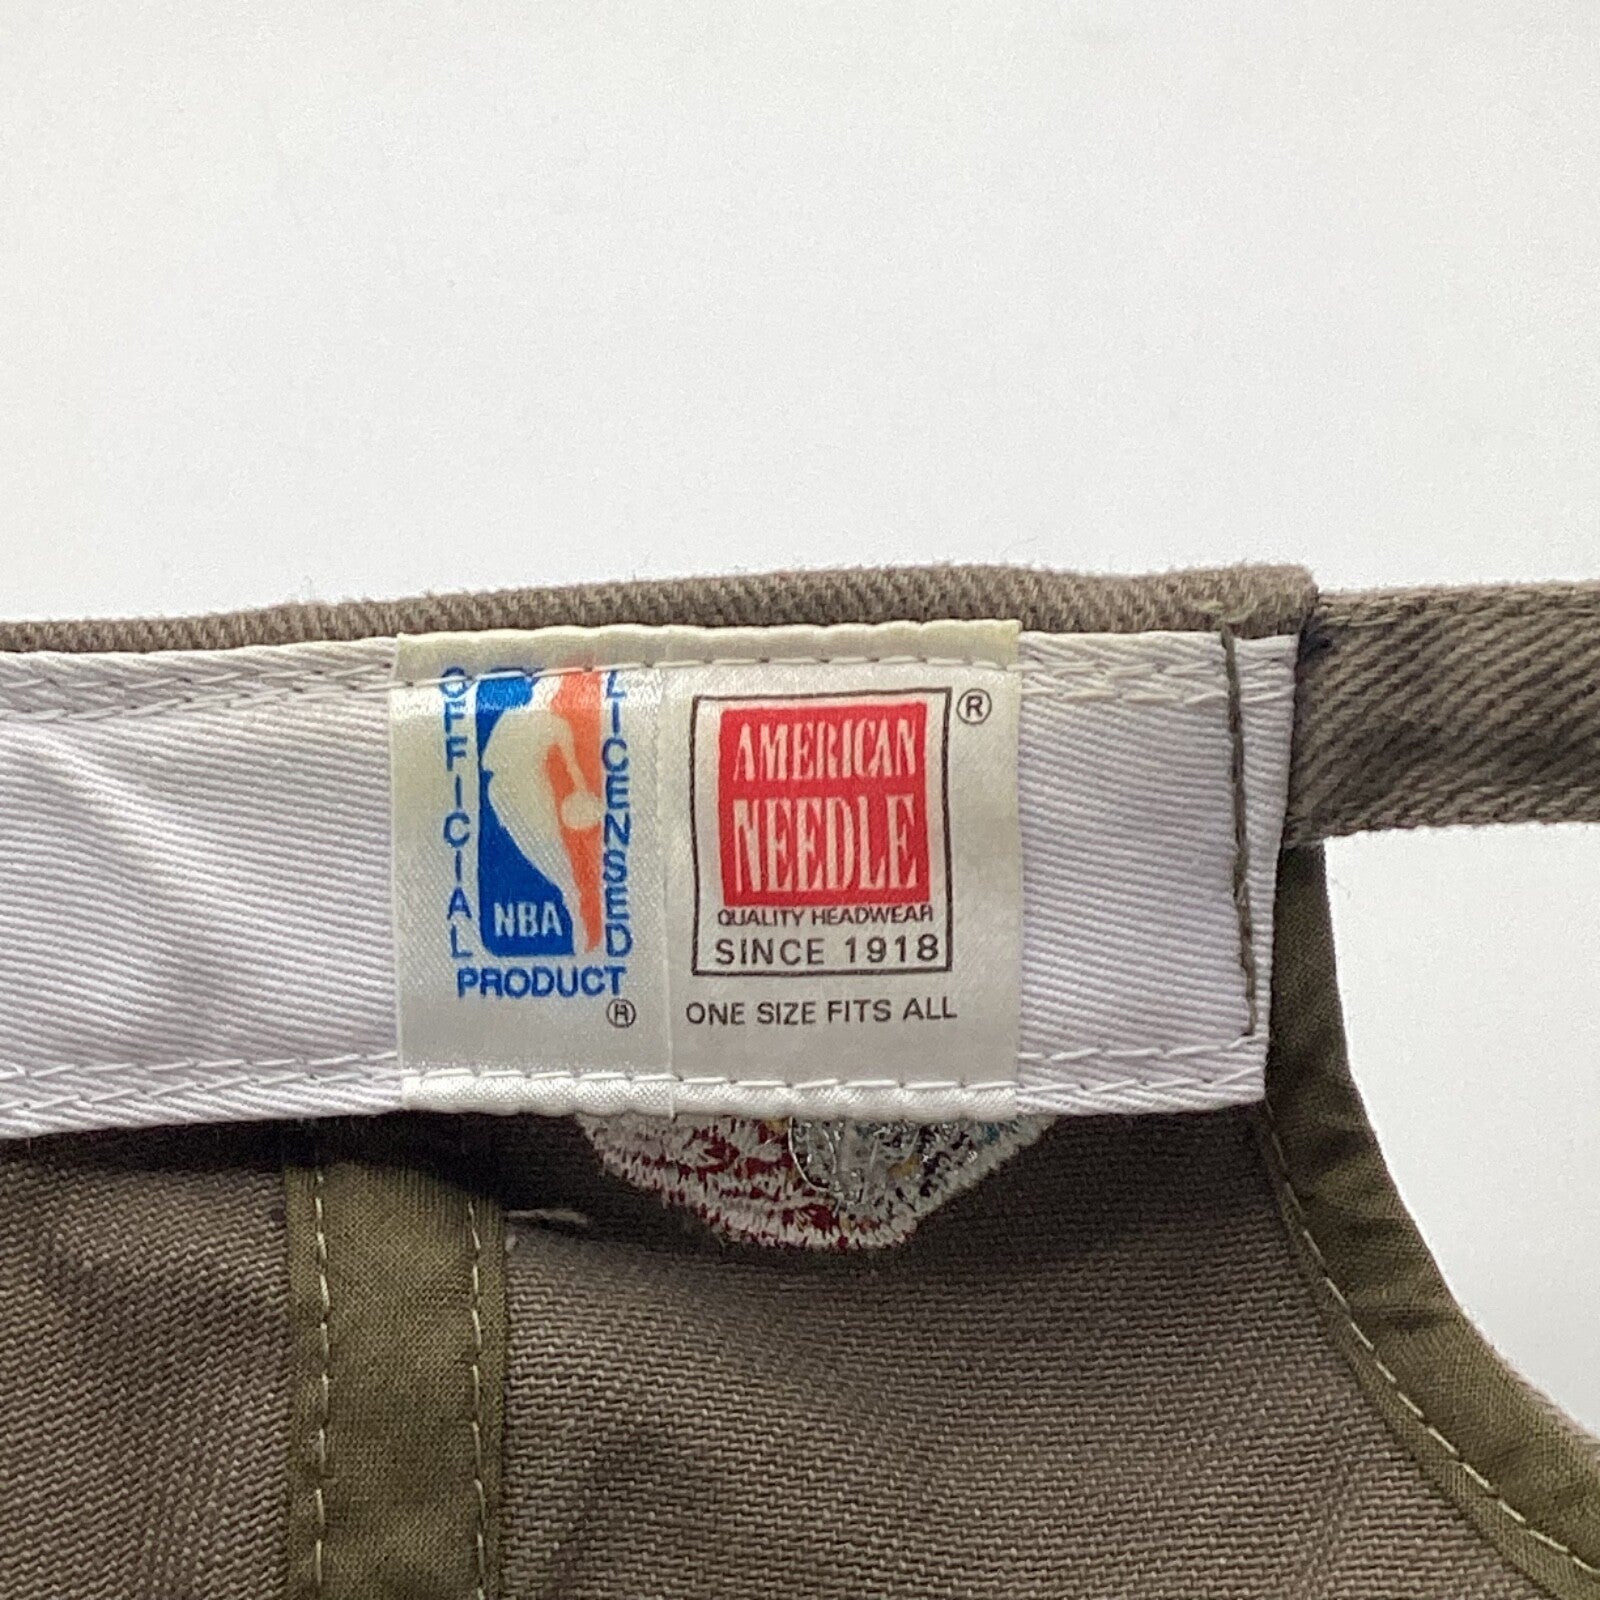 OFFICIAL
LICENSED
NBA
PRODUCT
®
AMERICAN
NEEDLE
®
QUALITY HEADWEAR
SINCE 1918
ONE SIZE FITS ALL